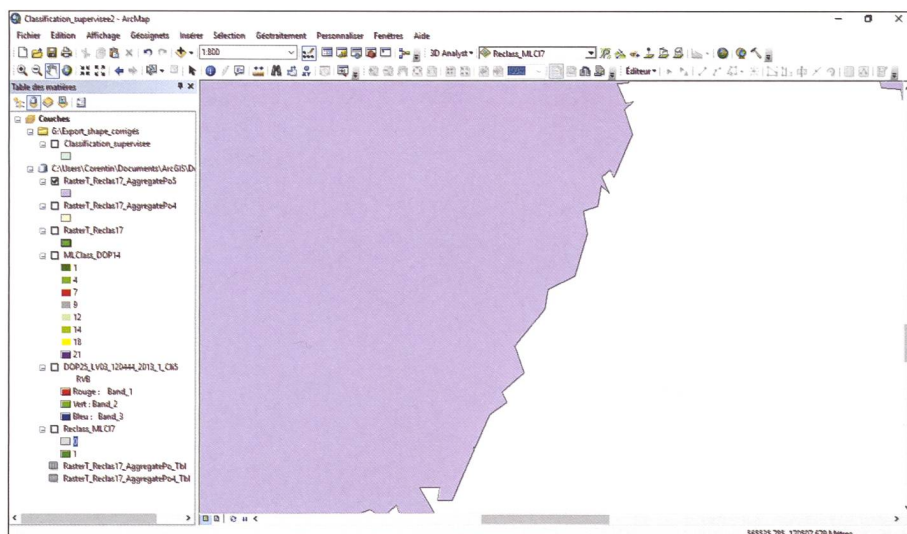 Classification_supervisee2 - ArcMap
Fichier Edition Affichage Géosignets Insérer Sélection Géotraitement Personnaliser Fenêtres Aide
1:800
3D Analyst
Reclass_MLCl7
Éditeur
Table des matières
Couches
G:\Export_shape_corrigés
Classification_supervisee
C:\Users\Corentin\Documents\ArcGIS\D
RasterT_Reclas17_AggregatePo5
RasterT_Reclas17_AggregatePo4
RasterT_Reclas17
MLClass_DOP14
1
4
7
9
12
14
18
21
DOP25_LV03_120444_2013_1_Clk5
RVB
Rouge : Band_1
Vert : Band_2
Bleu : Band_3
Reclass_MLCl7
0
1
RasterT_Reclas17_AggregatePo_Tbl
RasterT_Reclas17_AggregatePo4_Tbl